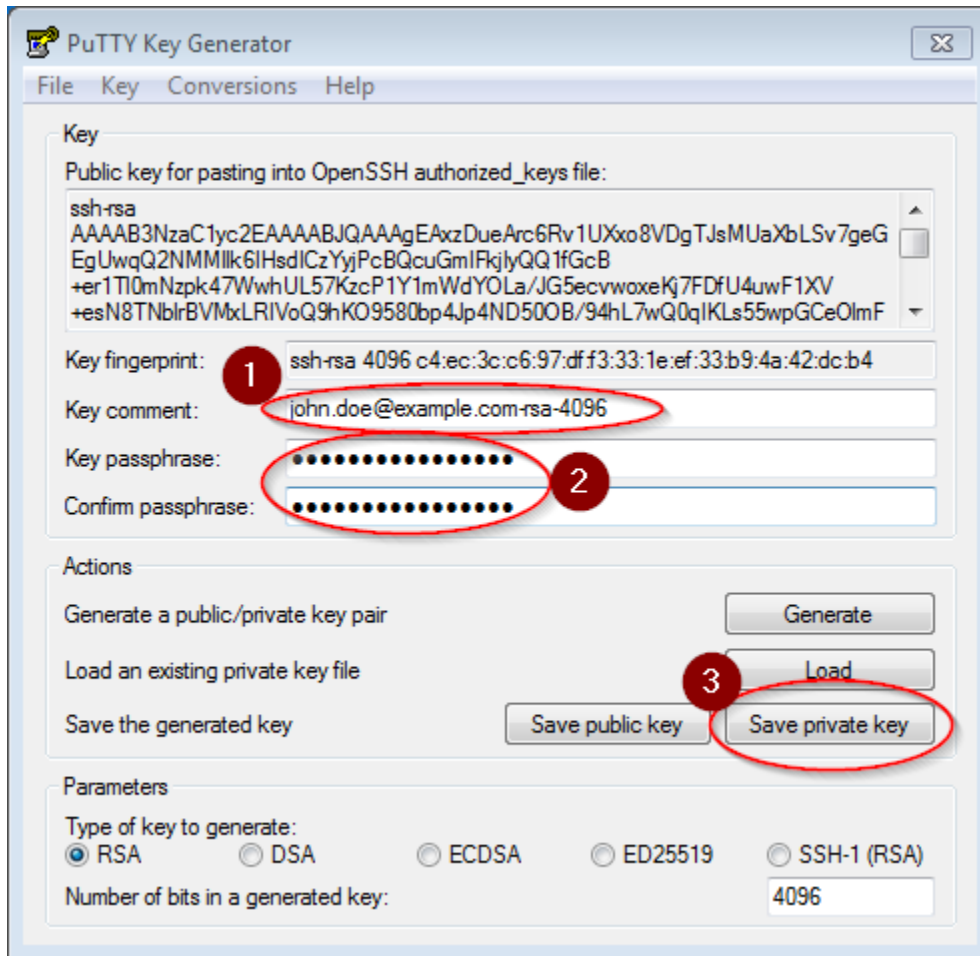 PuTTY Key Generator
File Key Conversions Help
Key
Public key for pasting into OpenSSH authorized_keys file:
ssh-rsa
AAAAB3NzaC1yc2EAAAABJQAAAgEAxzDueArc6Rv1UXxo8VDgTJsMUaXbLSv7geG
EgUwqQ2NMMIlk6IHsdICzYyjPcBQcuGmIFkjlyQQ1fGcB
+er1TI0mNzpk47WwhUL57KzcP1Y1mWdYOLa/JG5ecvwoxeKj7FDfU4uwF1XV
+esN8TNblrBVMxLRIVoQ9hKO9580bp4Jp4ND50OB/94hL7wQ0qIKLs55wpGCeOlmF
Key fingerprint: ssh-rsa 4096 c4:ec:3c:c6:97:df:f3:33:1e:ef:33:b9:4a:42:dc:b4
1
Key comment: john.doe@example.com-rsa-4096
Key passphrase: ●●●●●●●●●●●●●●●●
2
Confirm passphrase: ●●●●●●●●●●●●●●●●
Actions
Generate a public/private key pair Generate
Load an existing private key file Load
3
Save the generated key Save public key Save private key
Parameters
Type of key to generate:
RSA DSA ECDSA ED25519 SSH-1 (RSA)
Number of bits in a generated key: 4096